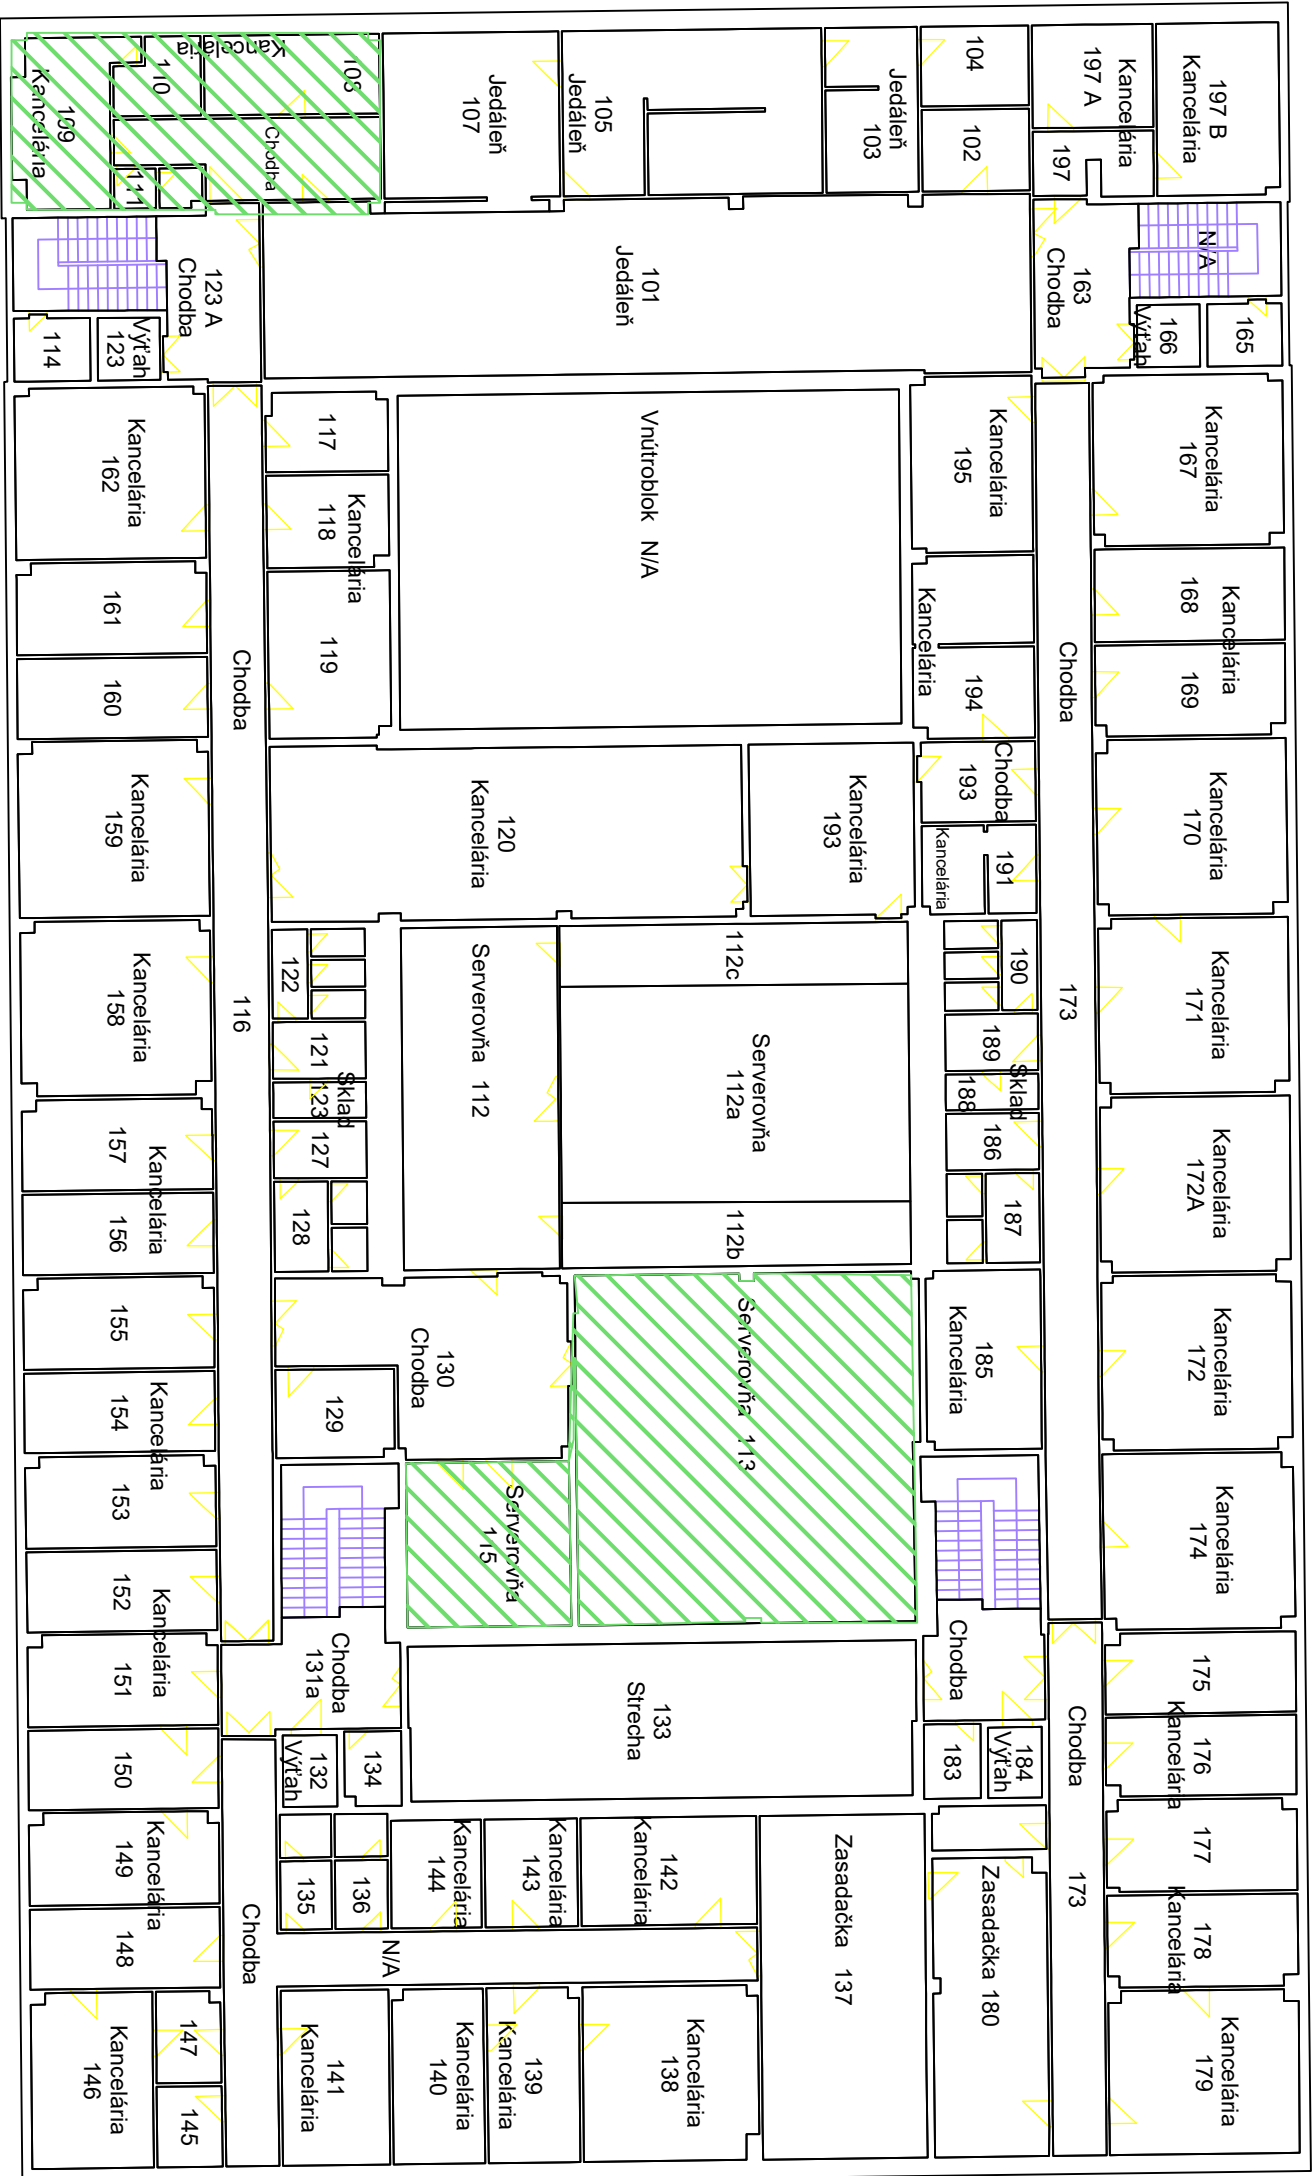 197 B
Kancelária
Kancelária
197 A
197
104
102
Jedáleň
103
105
Jedáleň
Jedáleň
107
108
Kancelária
110
109
Kancelária
Chodba
111
N/A
163
Chodba
165
166
Výťah
101
Jedáleň
123 A
Chodba
Výťah
123
114
Kancelária
167
Kancelária
195
Vnútroblok N/A
117
Kancelária
118
119
Kancelária
162
161
160
Kancelária
168
169
Kancelária
194
Chodba
Chodba
Kancelária
170
Chodba
193
Kancelária
191
Kancelária
193
120
Kancelária
Kancelária
159
Kancelária
171
173
190
189
Sklad
188
186
187
112c
Serverovňa
112a
112b
Serverovňa 112
122
121
Sklad
123
127
128
116
Kancelária
158
Kancelária
157
156
Kancelária
172A
Kancelária
172
185
Kancelária
Serverovňa 113
130
Chodba
129
155
Kancelária
154
153
Kancelária
174
Serverovňa
115
Kancelária
152
151
Chodba
Chodba
131a
133
Strecha
175
Kancelária
176
177
Kancelária
178
Chodba
173
184
Výťah
183
134
132
Výťah
150
Kancelária
149
148
Zasadačka 180
Zasadačka 137
142
Kancelária
Kancelária
143
Kancelária
144
136
135
N/A
Chodba
Kancelária
179
Kancelária
138
139
Kancelária
Kancelária
140
141
Kancelária
147
145
Kancelária
146